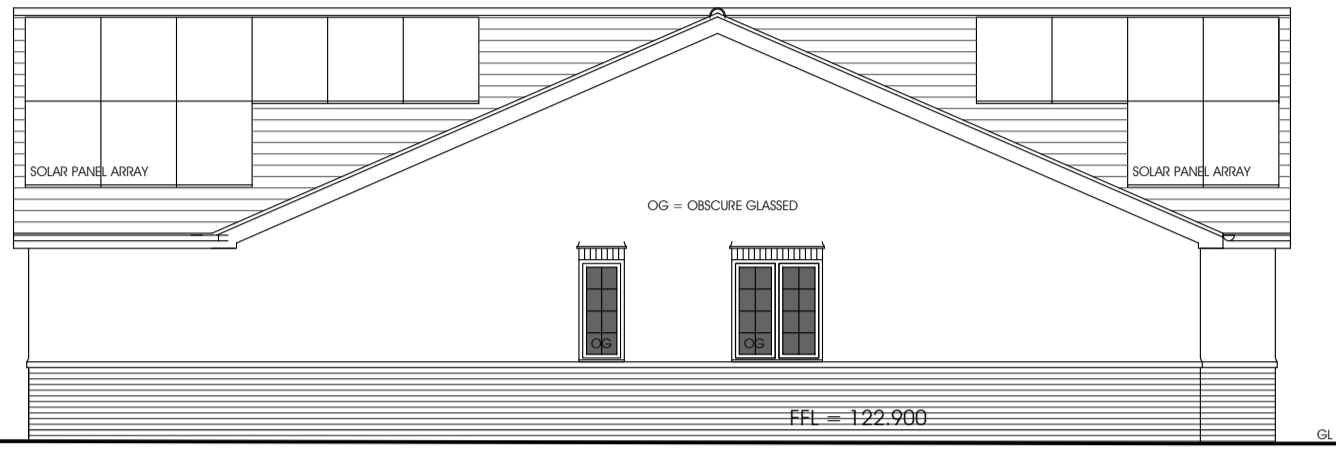 SOLAR PANEL ARRAY
SOLAR PANEL ARRAY
OG = OBSCURE GLASSED
OG
OG
FFL = 122.900
GL